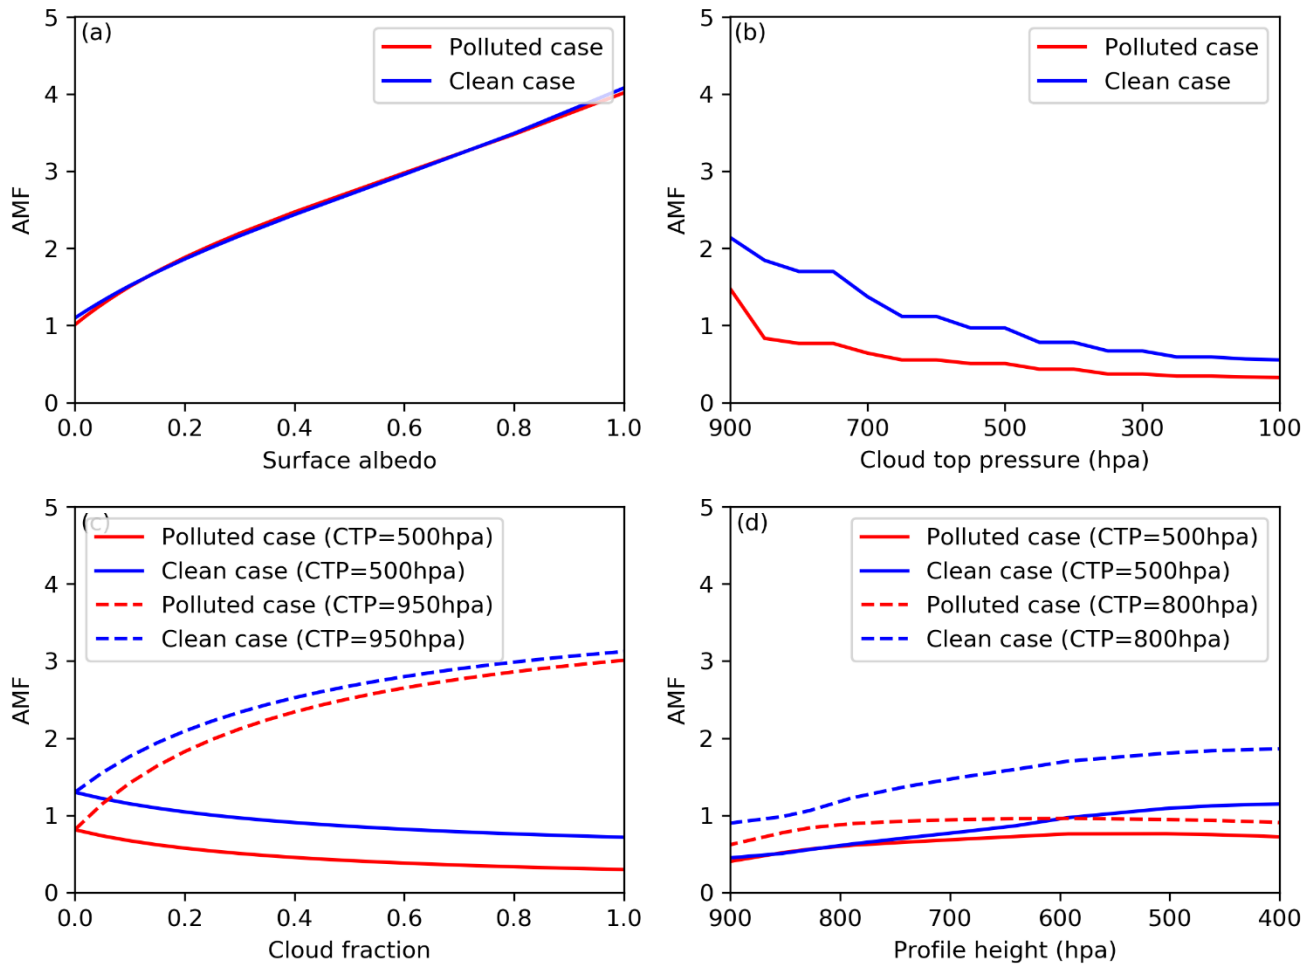 (a)
Polluted case
Clean case
AMF
5
4
3
2
1
0
0.0 0.2 0.4 0.6 0.8 1.0
Surface albedo
(b)
Polluted case
Clean case
AMF
5
4
3
2
1
0
900 700 500 300 100
Cloud top pressure (hpa)
(c)
Polluted case (CTP=500hpa)
Clean case (CTP=500hpa)
Polluted case (CTP=950hpa)
Clean case (CTP=950hpa)
AMF
5
4
3
2
1
0
0.0 0.2 0.4 0.6 0.8 1.0
Cloud fraction
(d)
Polluted case (CTP=500hpa)
Clean case (CTP=500hpa)
Polluted case (CTP=800hpa)
Clean case (CTP=800hpa)
AMF
5
4
3
2
1
0
900 800 700 600 500 400
Profile height (hpa)